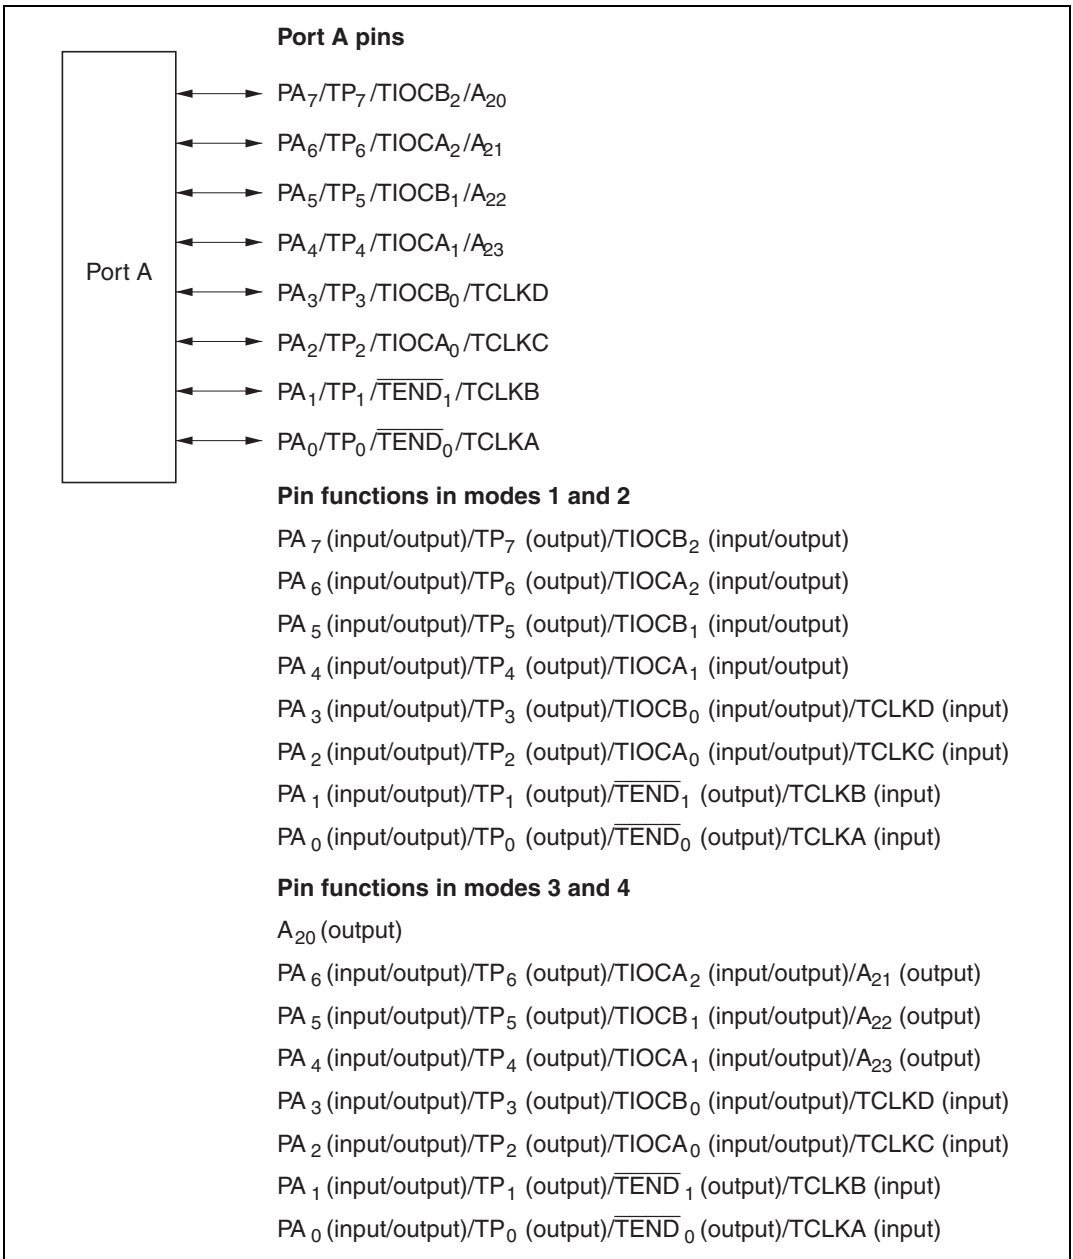 Port A pins
PA₇/TP₇/TIOCB₂/A₂₀
PA₆/TP₆/TIOCA₂/A₂₁
PA₅/TP₅/TIOCB₁/A₂₂
PA₄/TP₄/TIOCA₁/A₂₃
Port A
PA₃/TP₃/TIOCB₀/TCLKD
PA₂/TP₂/TIOCA₀/TCLKC
PA₁/TP₁/T̅E̅N̅D̅₁/TCLKB
PA₀/TP₀/T̅E̅N̅D̅₀/TCLKA
Pin functions in modes 1 and 2
PA₇ (input/output)/TP₇ (output)/TIOCB₂ (input/output)
PA₆ (input/output)/TP₆ (output)/TIOCA₂ (input/output)
PA₅ (input/output)/TP₅ (output)/TIOCB₁ (input/output)
PA₄ (input/output)/TP₄ (output)/TIOCA₁ (input/output)
PA₃ (input/output)/TP₃ (output)/TIOCB₀ (input/output)/TCLKD (input)
PA₂ (input/output)/TP₂ (output)/TIOCA₀ (input/output)/TCLKC (input)
PA₁ (input/output)/TP₁ (output)/T̅E̅N̅D̅₁ (output)/TCLKB (input)
PA₀ (input/output)/TP₀ (output)/T̅E̅N̅D̅₀ (output)/TCLKA (input)
Pin functions in modes 3 and 4
A₂₀ (output)
PA₆ (input/output)/TP₆ (output)/TIOCA₂ (input/output)/A₂₁ (output)
PA₅ (input/output)/TP₅ (output)/TIOCB₁ (input/output)/A₂₂ (output)
PA₄ (input/output)/TP₄ (output)/TIOCA₁ (input/output)/A₂₃ (output)
PA₃ (input/output)/TP₃ (output)/TIOCB₀ (input/output)/TCLKD (input)
PA₂ (input/output)/TP₂ (output)/TIOCA₀ (input/output)/TCLKC (input)
PA₁ (input/output)/TP₁ (output)/T̅E̅N̅D̅₁ (output)/TCLKB (input)
PA₀ (input/output)/TP₀ (output)/T̅E̅N̅D̅₀ (output)/TCLKA (input)